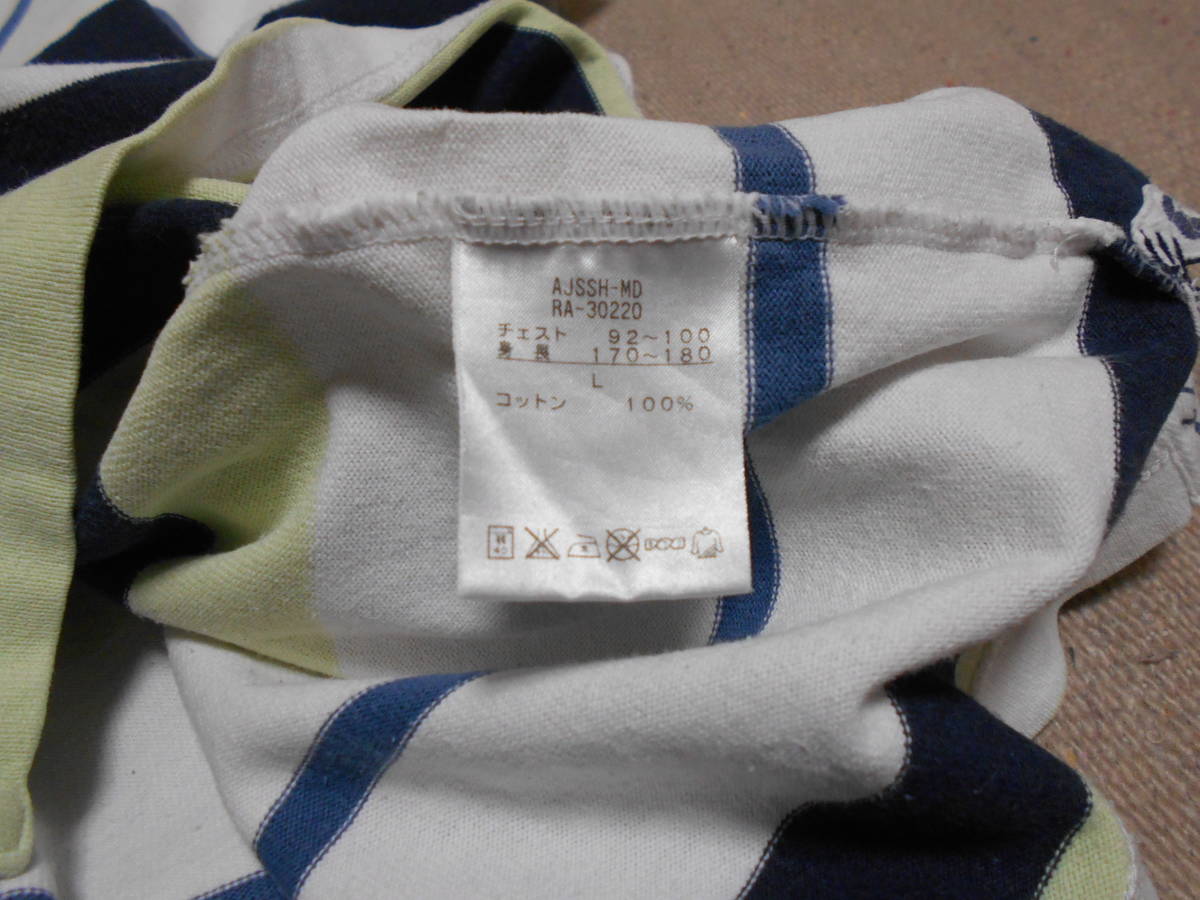 AJSSH-MD
RA-30220
チェスト 92~100
身長 170~180
L
コットン 100%
40